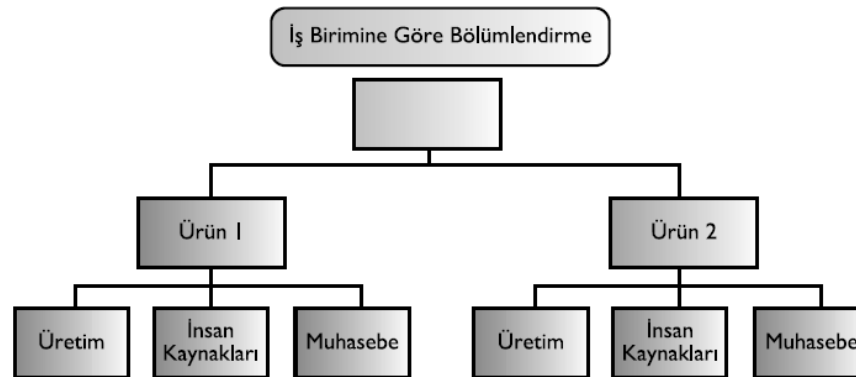 İş Birimine Göre Bölümlendirme
Ürün 1
Ürün 2
Üretim
İnsan
Kaynakları
Muhasebe
Üretim
İnsan
Kaynakları
Muhasebe